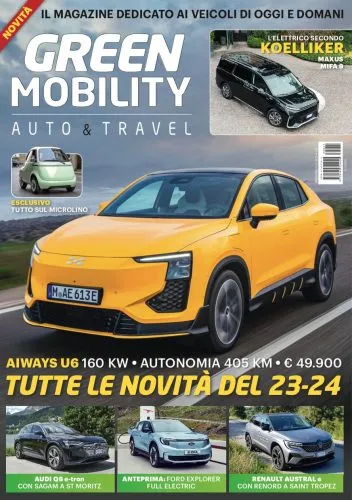 NOVITÀ
IL MAGAZINE DEDICATO AI VEICOLI DI OGGI E DOMANI
GREEN
MOBILITY
AUTO & TRAVEL
L'ELETTRICO SECONDO
KOELLIKER
MAXUS
MIFA 9
ESCLUSIVO
TUTTO SUL MICROLINO
M AE613E
AIWAYS U6 160 KW • AUTONOMIA 405 KM • € 49.900
TUTTE LE NOVITÀ DEL 23-24
AUDI Q8 e-tron
CON SAGAM A ST MORITZ
ANTEPRIMA: FORD EXPLORER
FULL ELECTRIC
RENAULT AUSTRAL e
CON RENORD A SAINT TROPEZ